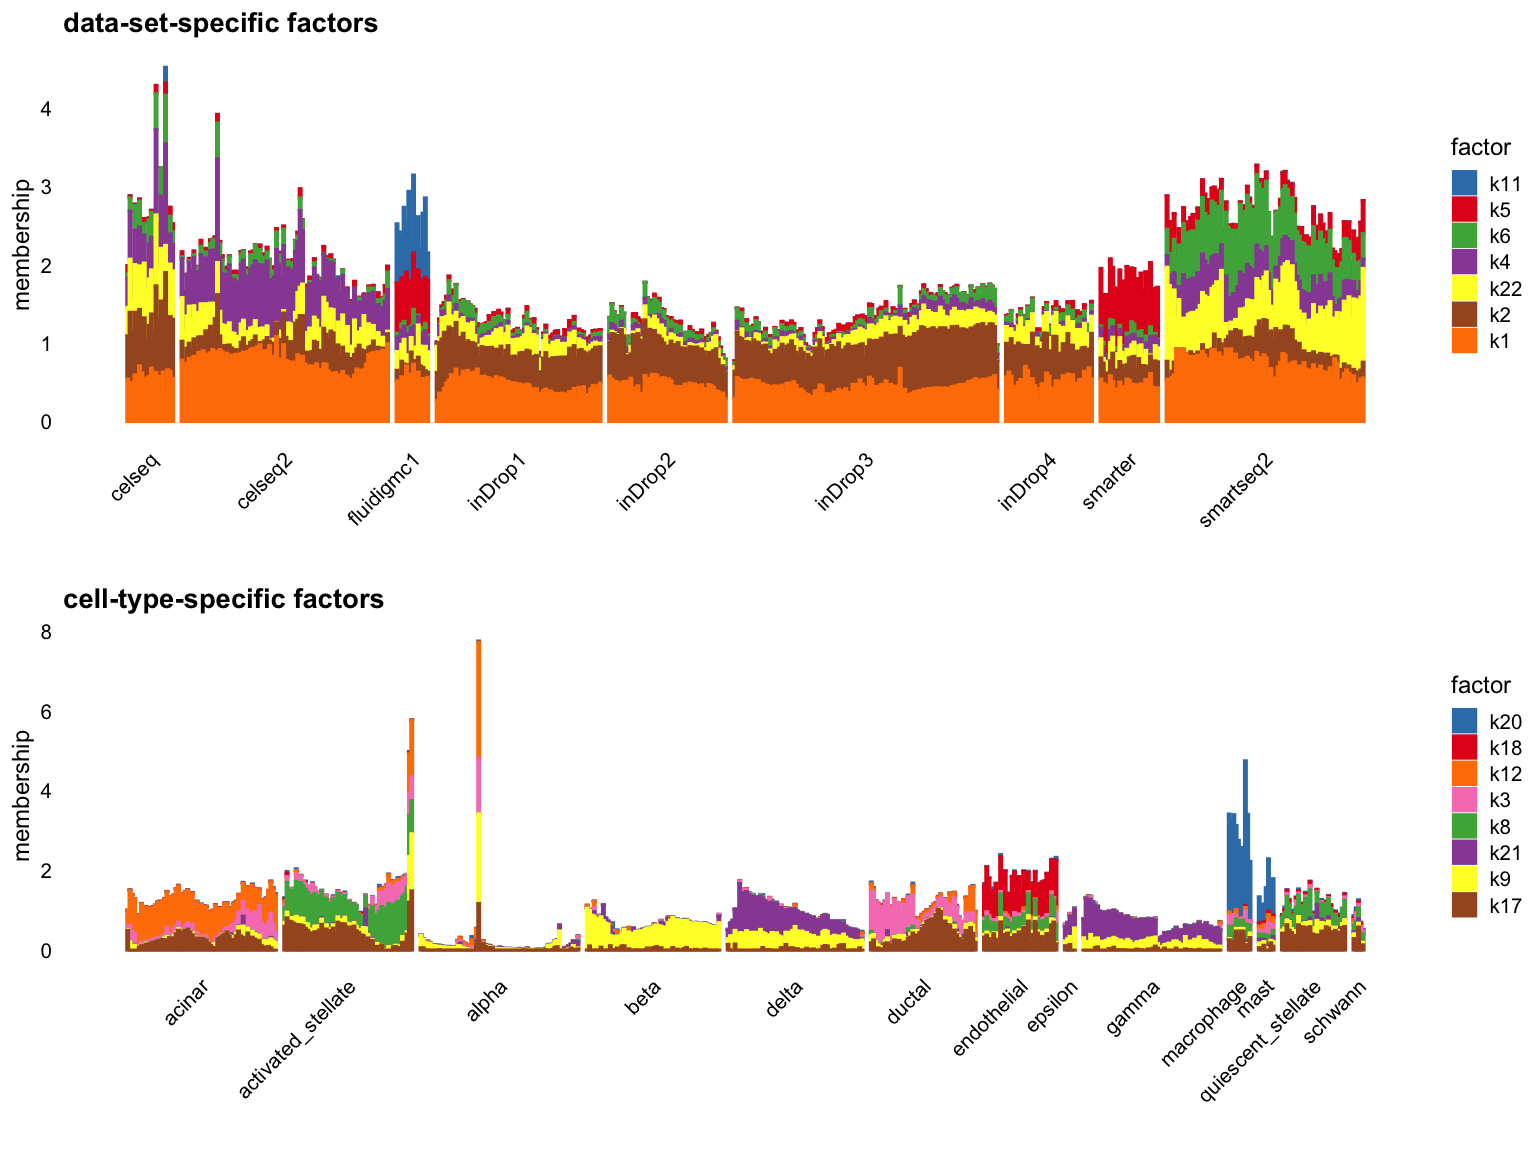 data-set-specific factors
membership
4
3
2
1
0
celseq
celseq2
fluidigmc1
inDrop1
inDrop2
inDrop3
inDrop4
smarter
smartseq2
factor
k11
k5
k6
k4
k22
k2
k1
cell-type-specific factors
membership
8
6
4
2
0
acinar
activated_stellate
alpha
beta
delta
ductal
endothelial
epsilon
gamma
macrophage
mast
quiescent_stellate
schwann
factor
k20
k18
k12
k3
k8
k21
k9
k17